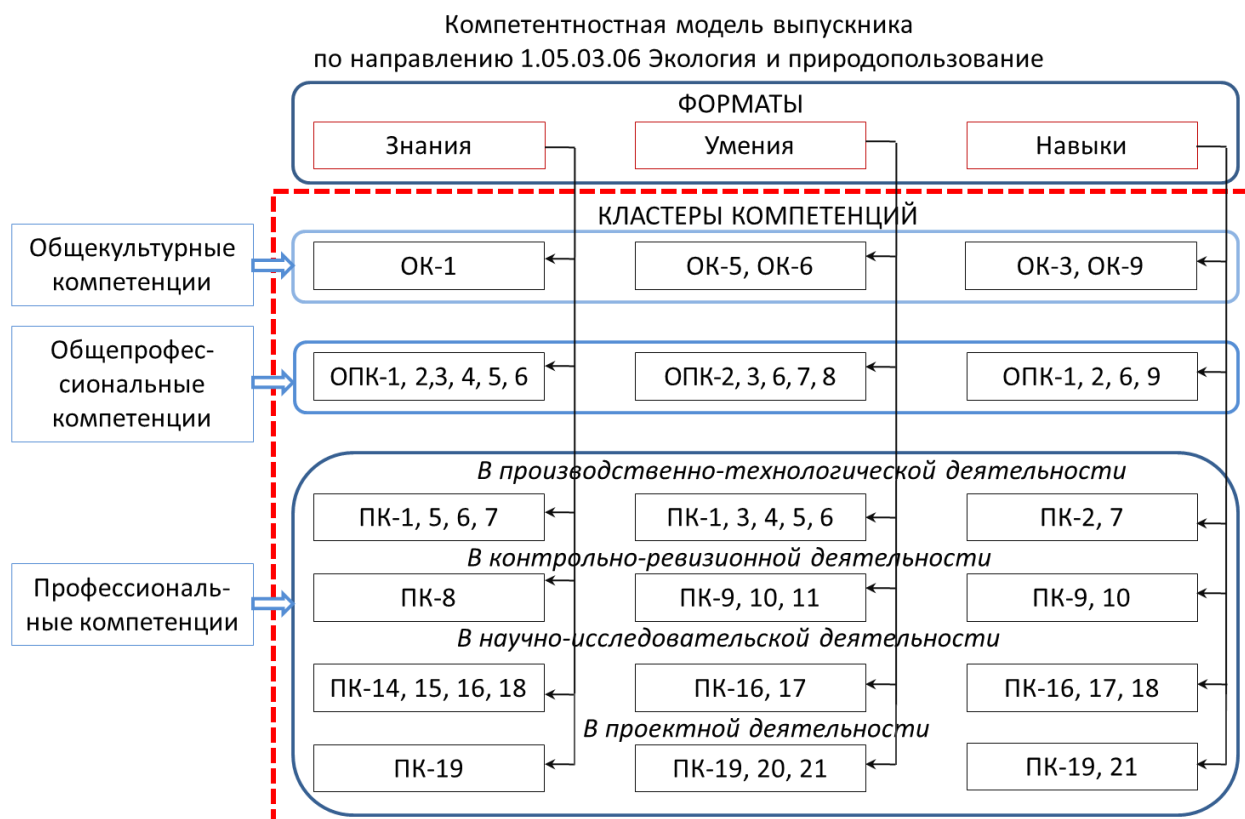 Компетентностная модель выпускника
по направлению 1.05.03.06 Экология и природопользование
ФОРМАТЫ
Знания
Умения
Навыки
КЛАСТЕРЫ КОМПЕТЕНЦИЙ
Общекультурные
компетенции
ОК-1
ОК-5, ОК-6
ОК-3, ОК-9
Общепрофес-
сиональные
компетенции
ОПК-1, 2,3, 4, 5, 6
ОПК-2, 3, 6, 7, 8
ОПК-1, 2, 6, 9
Профессиональ-
ные компетенции
В производственно-технологической деятельности
ПК-1, 5, 6, 7
ПК-1, 3, 4, 5, 6
ПК-2, 7
В контрольно-ревизионной деятельности
ПК-8
ПК-9, 10, 11
ПК-9, 10
В научно-исследовательской деятельности
ПК-14, 15, 16, 18
ПК-16, 17
ПК-16, 17, 18
В проектной деятельности
ПК-19
ПК-19, 20, 21
ПК-19, 21